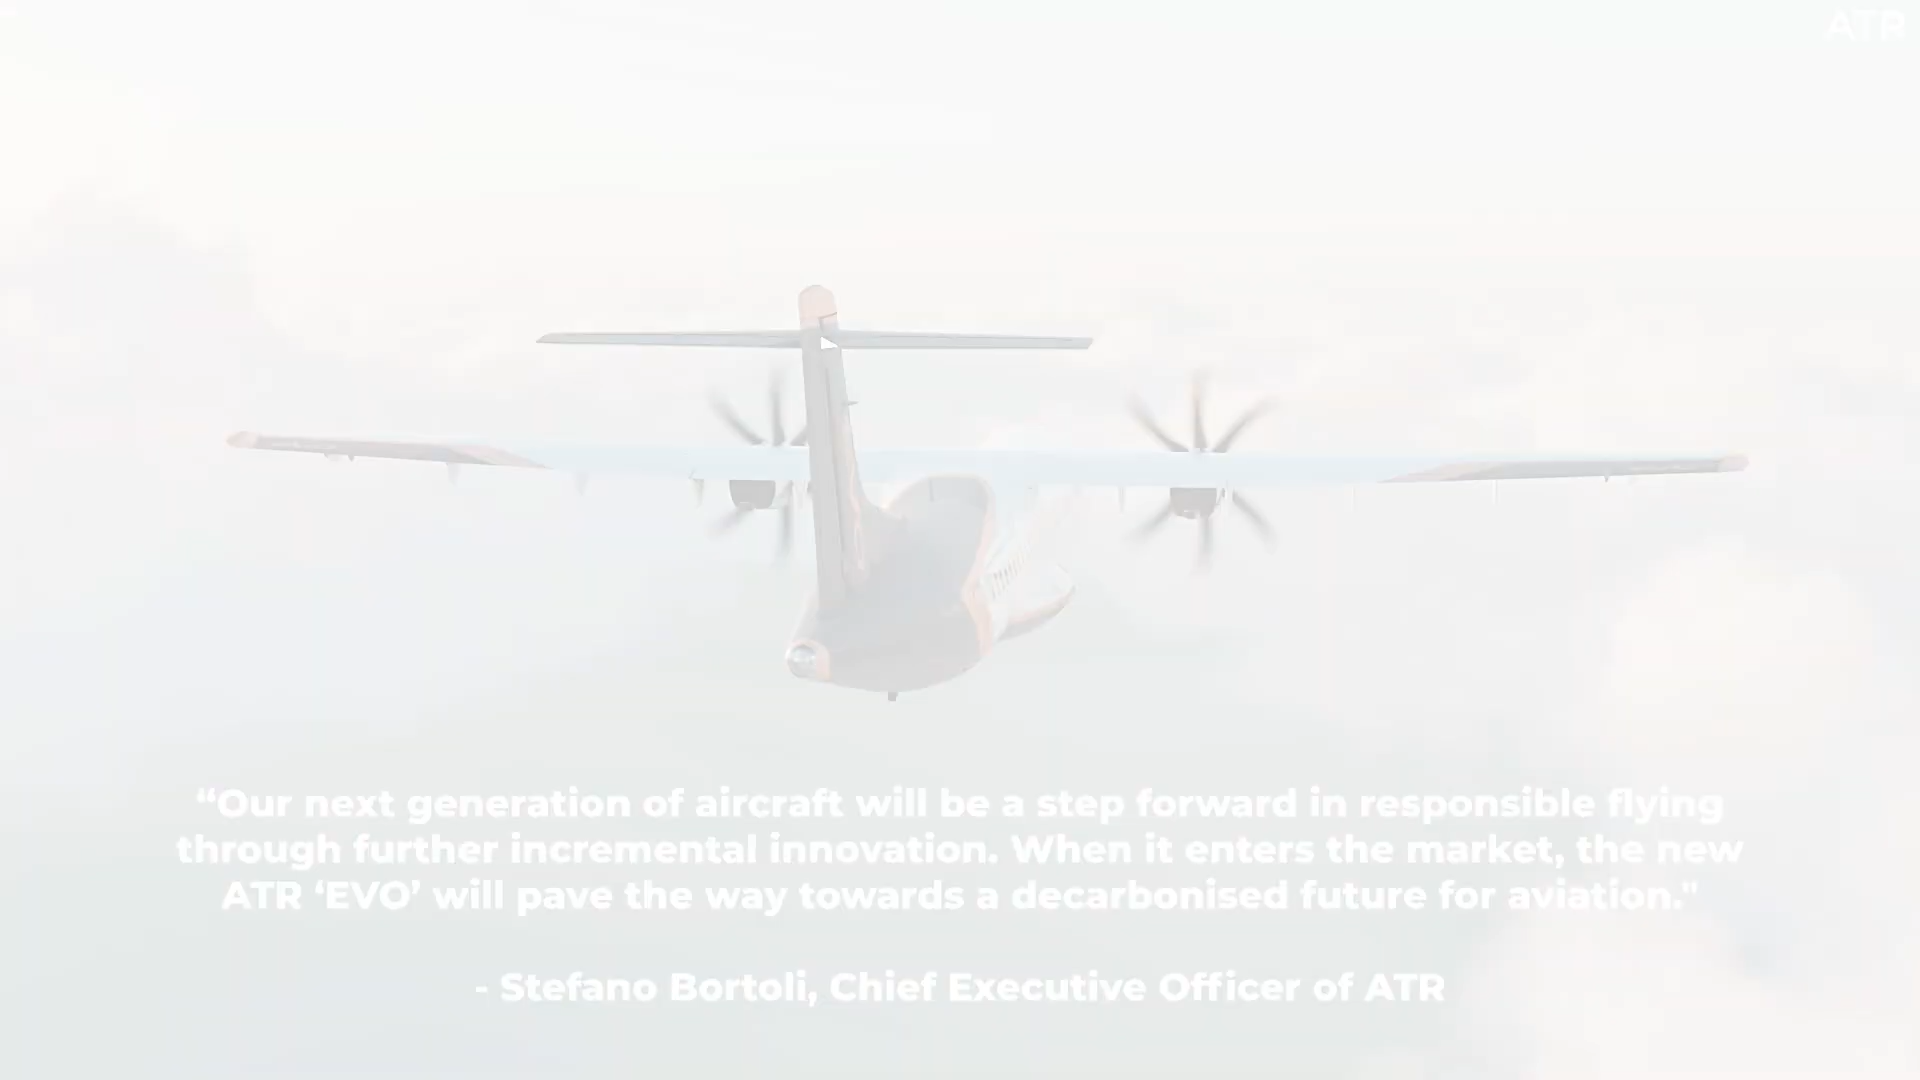 ATR
“Our next generation of aircraft will be a step forward in responsible flying
through further incremental innovation. When it enters the market, the new
ATR ‘EVO’ will pave the way towards a decarbonised future for aviation."
- Stefano Bortoli, Chief Executive Officer of ATR